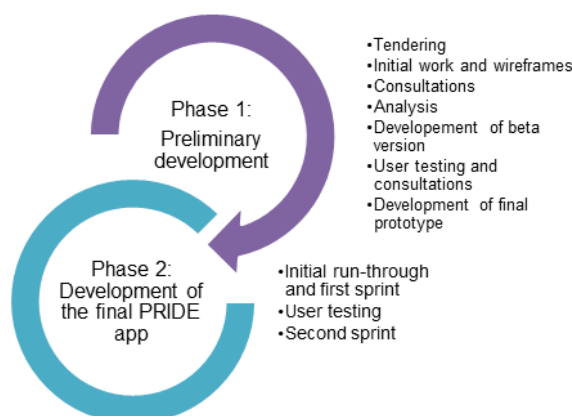 Phase 1:
Preliminary
development
•Tendering
•Initial work and wireframes
•Consultations
•Analysis
•Developement of beta
version
•User testing and
consultations
•Development of final
prototype
Phase 2:
Development of
the final PRIDE
app
•Initial run-through
and first sprint
•User testing
•Second sprint